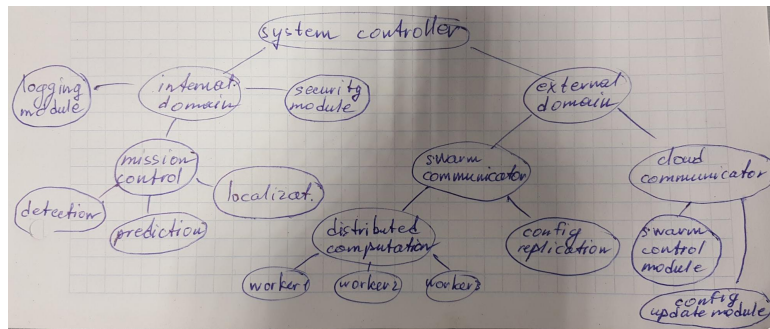 system controller
logging
module
internal.
domain
security
module
external
domain
mission
control
swarm
communicator
cloud
communicator
detection
prediction
localizat.
distributed
computation
config
replication
swarm
control
module
worker1
worker2
worker3
config
update module